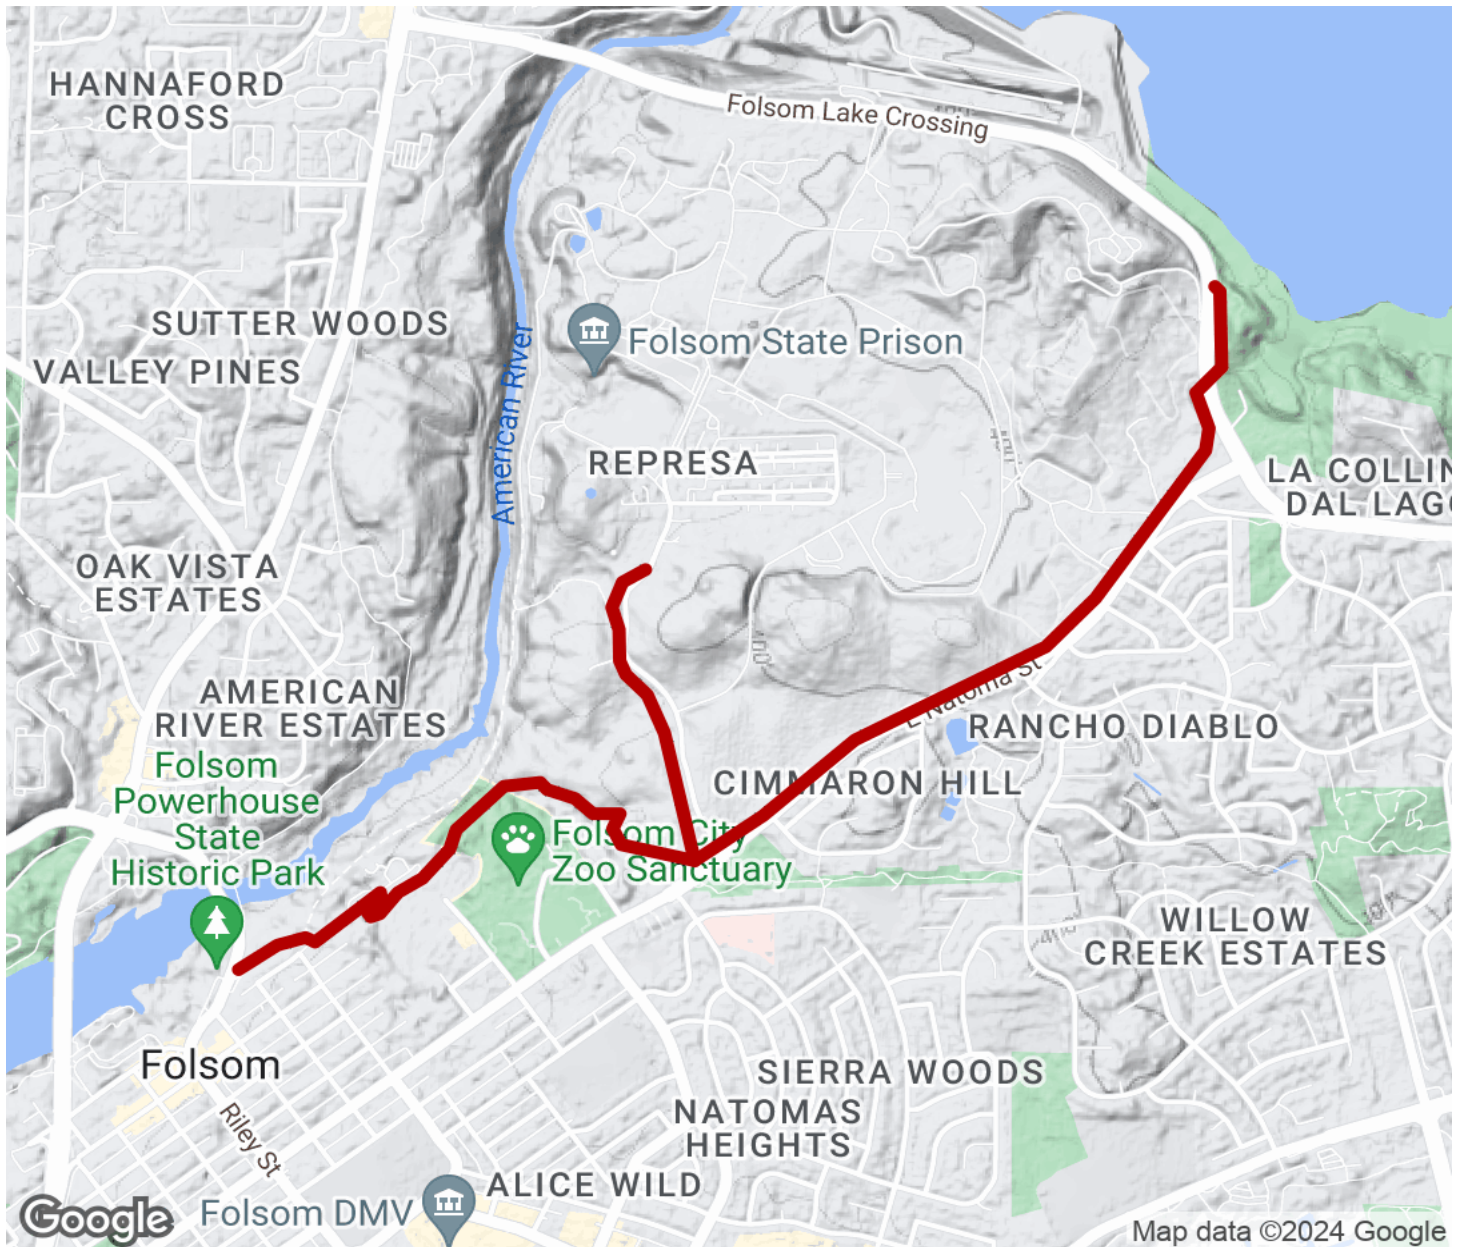 HANNAFORD
CROSS
Folsom Lake Crossing
SUTTER WOODS
VALLEY PINES
American River
Folsom State Prison
REPRESA
LA COLLIN
DAL LAG
OAK VISTA
ESTATES
400
AMERICAN
RIVER ESTATES
E Natoma St
RANCHO DIABLO
CIMMARON HILL
Folsom
Powerhouse
State
Historic Park
Folsom City
Zoo Sanctuary
WILLOW
CREEK ESTATES
Folsom
Riley St
SIERRA WOODS
NATOMAS
HEIGHTS
ALICE WILD
Folsom DMV
Google
Map data ©2024 Google